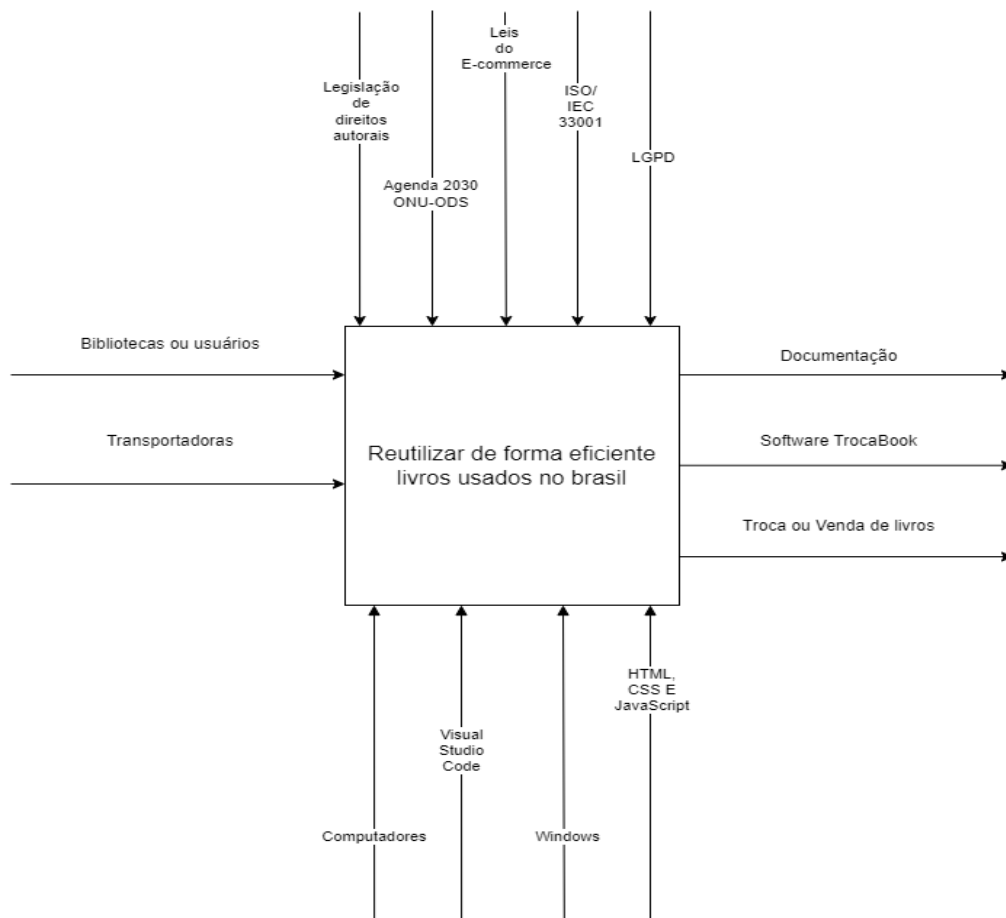 Leis
do
E-commerce
Legislação
de
direitos
autorais
ISO/
IEC
33001
LGPD
Agenda 2030
ONU-ODS
Bibliotecas ou usuários
Transportadoras
Reutilizar de forma eficiente
livros usados no brasil
Documentação
Software TrocaBook
Troca ou Venda de livros
HTML,
CSS E
JavaScript
Visual
Studio
Code
Computadores
Windows